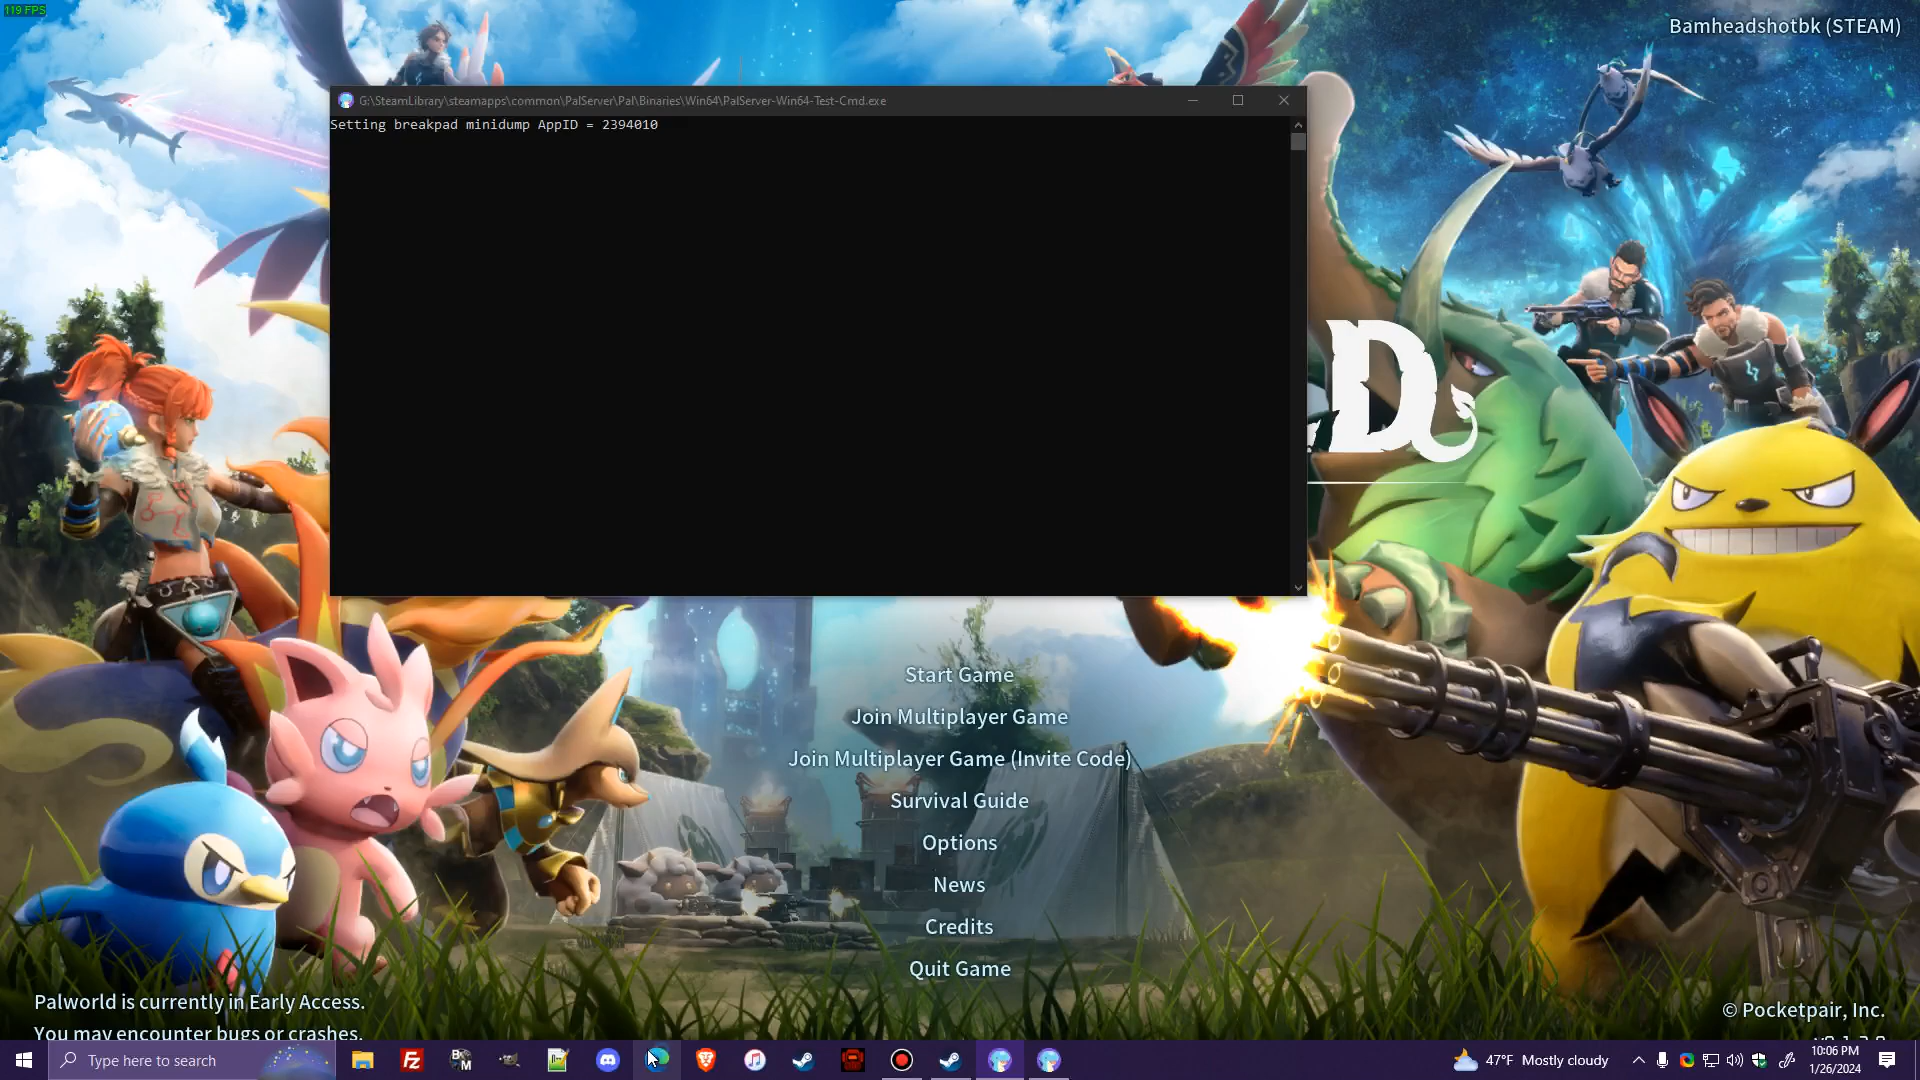 119 FPS
Bamheadshotbk (STEAM)
G:\SteamLibrary\steamapps\common\PalServer\Pal\Binaries\Win64\PalServer-Win64-Test-Cmd.exe
Setting breakpad minidump AppID = 2394010
D
Start Game
Join Multiplayer Game
Join Multiplayer Game (Invite Code)
Survival Guide
Options
News
Credits
Quit Game
Palworld is currently in Early Access.
You may encounter bugs or crashes.
© Pocketpair, Inc.
Type here to search
47°F Mostly cloudy
10:06 PM
1/26/2024